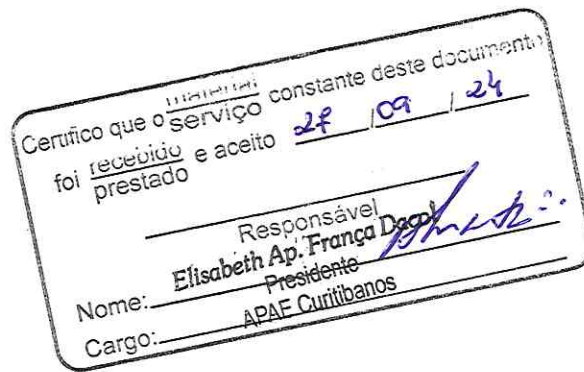 material
Certifico que o serviço constante deste documento
foi recebido e aceito 27/09/24
prestado
Responsável
Elisabeth Ap. França Dacol
Nome: Presidente
Cargo: APAE Curitibanos